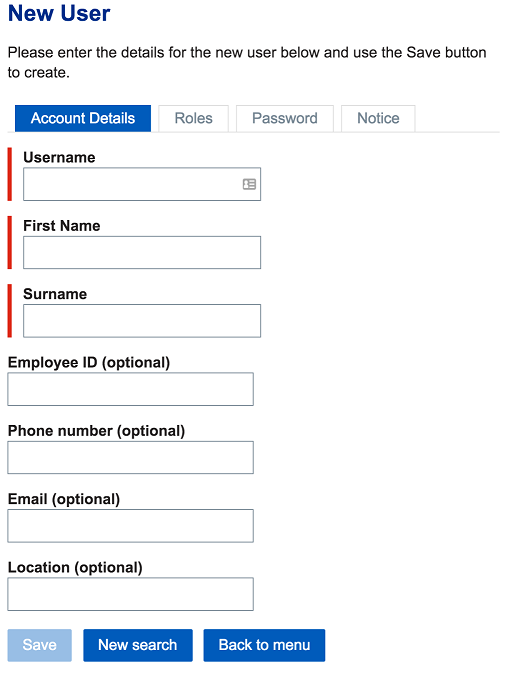 New User
Please enter the details for the new user below and use the Save button
to create.
Account Details
Roles
Password
Notice
Username
First Name
Surname
Employee ID (optional)
Phone number (optional)
Email (optional)
Location (optional)
Save
New search
Back to menu